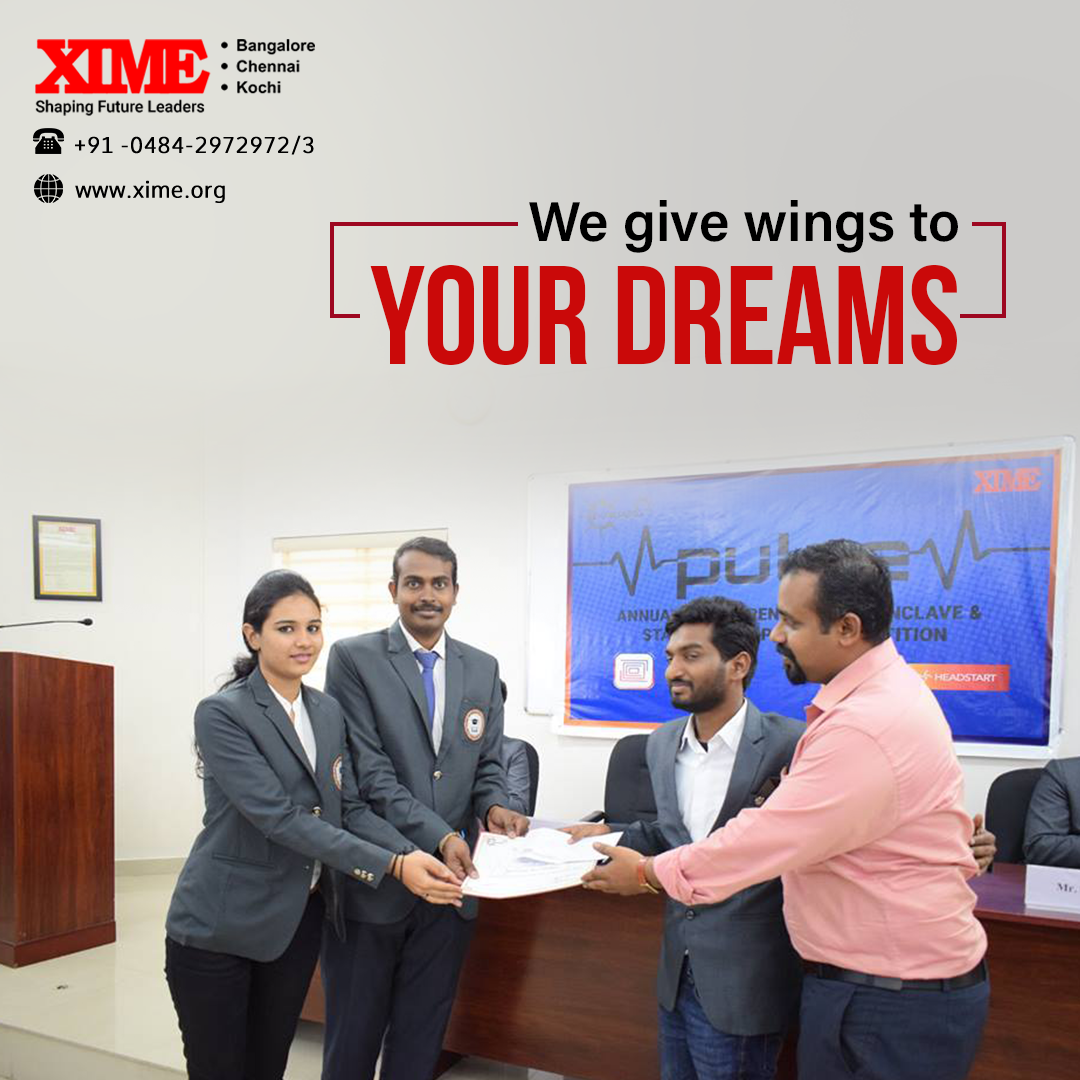 XIME
• Bangalore
• Chennai
• Kochi
Shaping Future Leaders
+91 -0484-2972972/3
www.xime.org
We give wings to
YOUR DREAMS
XIME
HEADSTART
Mr.